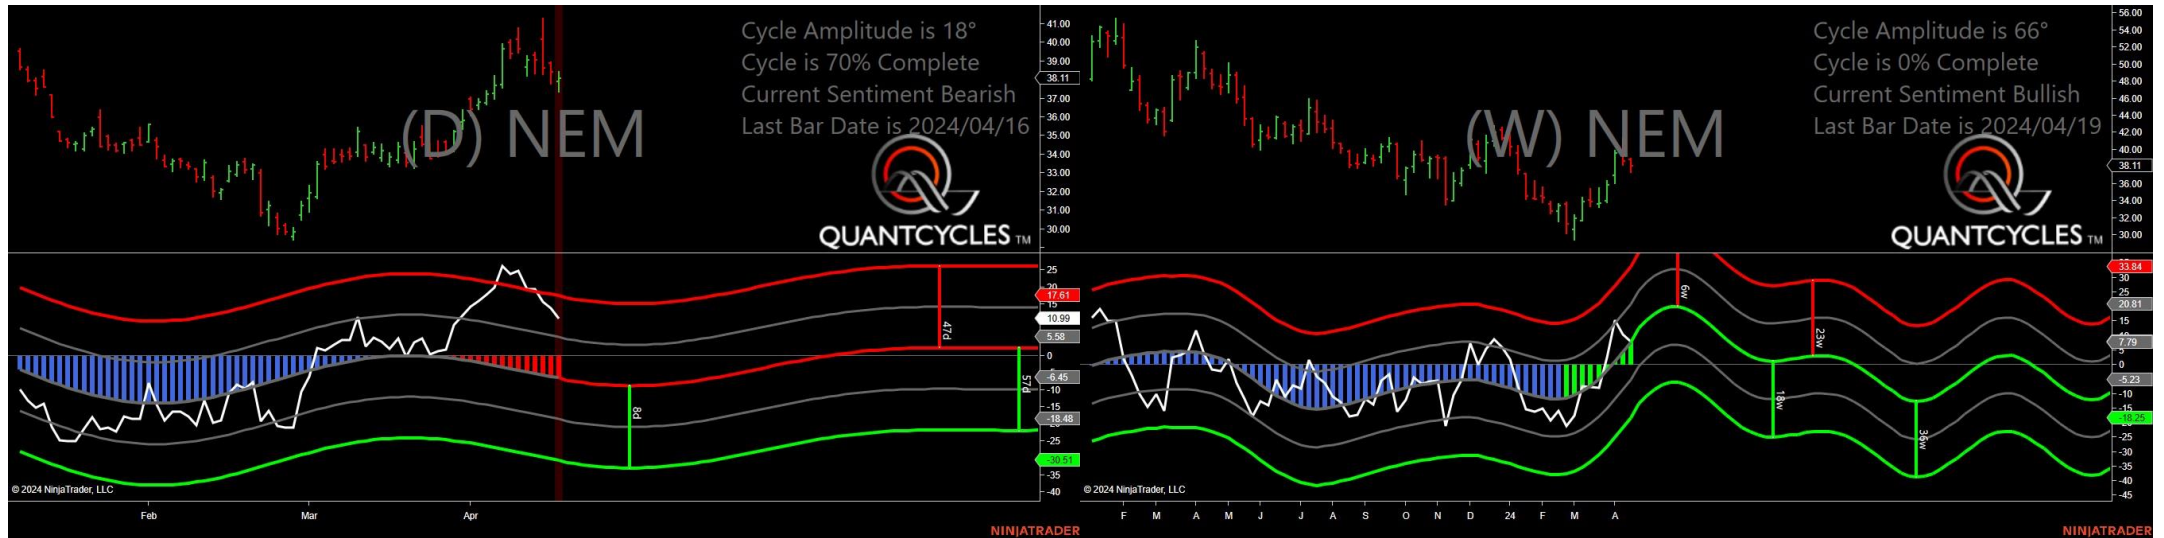 Cycle Amplitude is 18°
Cycle is 70% Complete
Current Sentiment Bearish
Last Bar Date is 2024/04/16
(D) NEM
QUANTCYCLES TM
41.00
40.00
39.00
38.11
37.00
36.00
35.00
34.00
33.00
32.00
31.00
30.00
25
20
17.61
15
10.99
5.58
0
-6.45
-10
-15
-18.48
-25
-30.51
-35
-40
47d
57d
8d
© 2024 NinjaTrader, LLC
Feb
Mar
Apr
NINJATRADER
Cycle Amplitude is 66°
Cycle is 0% Complete
Current Sentiment Bullish
Last Bar Date is 2024/04/19
(W) NEM
QUANTCYCLES TM
56.00
54.00
52.00
50.00
48.00
46.00
44.00
42.00
40.00
38.11
36.00
34.00
32.00
30.00
33.84
25
20.81
15
7.79
5
0
-5.23
-10
-15
-18.25
-25
-30
-35
-40
-45
6w
23w
18w
36w
© 2024 NinjaTrader, LLC
F
M
A
M
J
J
A
S
O
N
D
24
F
M
A
NINJATRADER